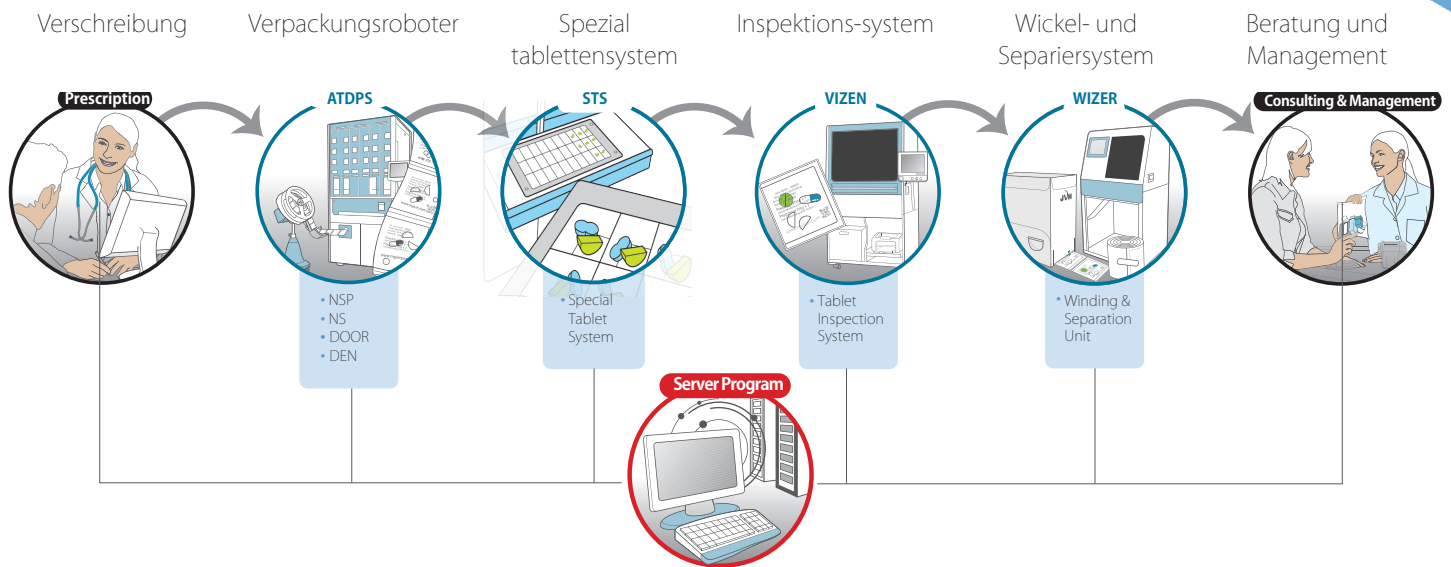 Verschreibung
Verpackungsroboter
Spezial
tablettensystem
Inspektions-system
Wickel- und
Separiersystem
Beratung und
Management
Prescription
ATDPS
STS
VIZEN
WIZER
Consulting & Management
JVM
• NSP
• NS
• DOOR
• DEN
• Special
Tablet
System
• Tablet
Inspection
System
• Winding &
Separation
Unit
Server Program